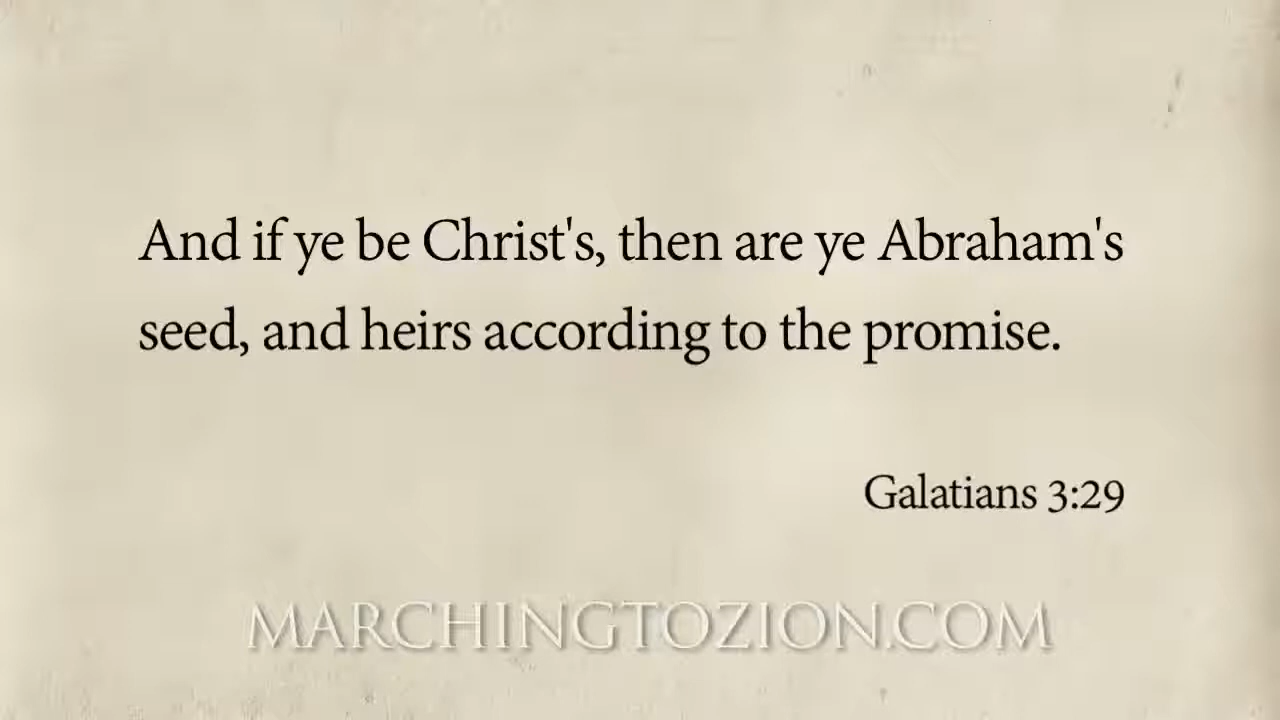 And if ye be Christ's, then are ye Abraham's
seed, and heirs according to the promise.
Galatians 3:29
MARCHINGTOZION.COM